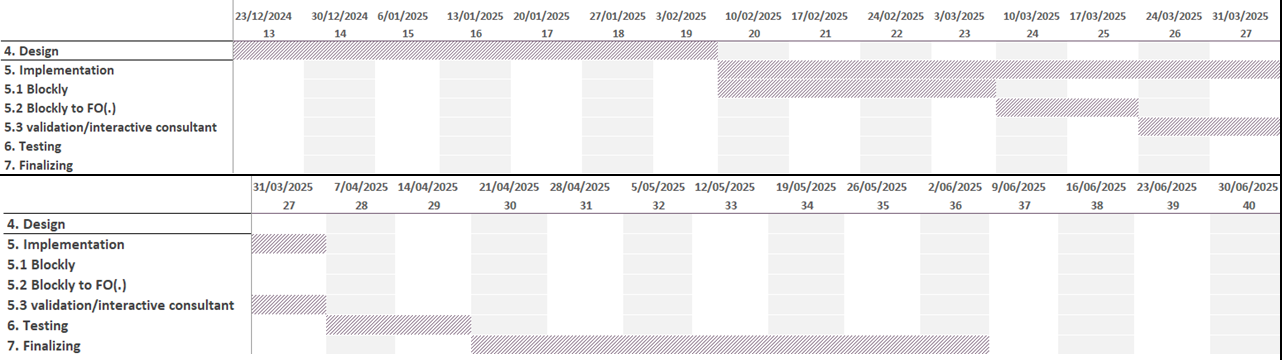 23/12/2024 30/12/2024 6/01/2025 13/01/2025 20/01/2025 27/01/2025 3/02/2025 10/02/2025 17/02/2025 24/02/2025 3/03/2025 10/03/2025 17/03/2025 24/03/2025 31/03/2025
13 14 15 16 17 18 19 20 21 22 23 24 25 26 27
4. Design
5. Implementation
5.1 Blockly
5.2 Blockly to FO(.)
5.3 validation/interactive consultant
6. Testing
7. Finalizing
31/03/2025 7/04/2025 14/04/2025 21/04/2025 28/04/2025 5/05/2025 12/05/2025 19/05/2025 26/05/2025 2/06/2025 9/06/2025 16/06/2025 23/06/2025 30/06/2025
27 28 29 30 31 32 33 34 35 36 37 38 39 40
4. Design
5. Implementation
5.1 Blockly
5.2 Blockly to FO(.)
5.3 validation/interactive consultant
6. Testing
7. Finalizing